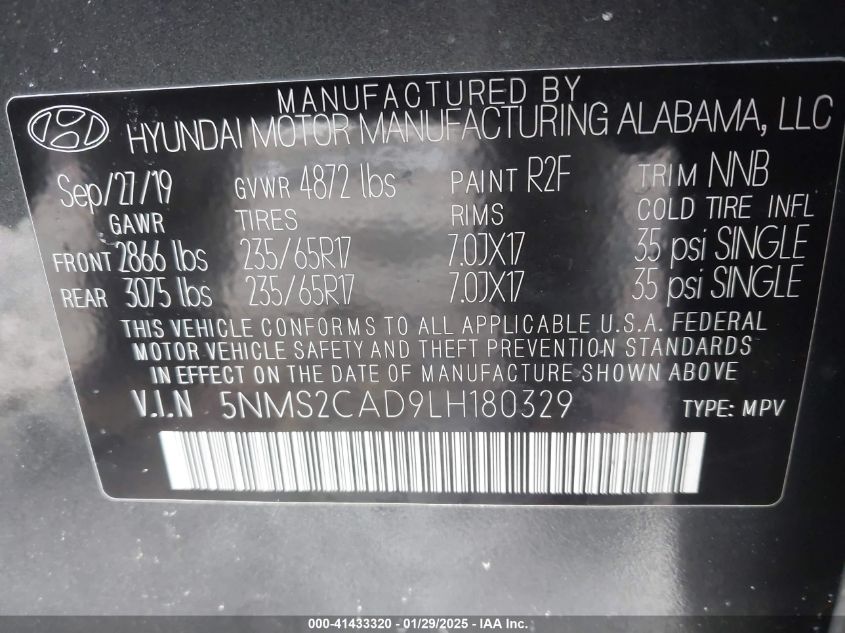 MANUFACTURED BY
HYUNDAI MOTOR MANUFACTURING ALABAMA, LLC
Sep/27/19 GVWR 4872 lbs PAINT R2F TRIM NNB
GAWR TIRES RIMS COLD TIRE INFL
FRONT 2866 lbs 235/65R17 7.0JX17 35 psi SINGLE
REAR 3075 lbs 235/65R17 7.0JX17 35 psi SINGLE
THIS VEHICLE CONFORMS TO ALL APPLICABLE U.S.A. FEDERAL
MOTOR VEHICLE SAFETY AND THEFT PREVENTION STANDARDS
IN EFFECT ON THE DATE OF MANUFACTURE SHOWN ABOVE
V.I.N 5NMS2CAD9LH180329 TYPE: MPV
000-41433320 - 01/29/2025 - IAA Inc.